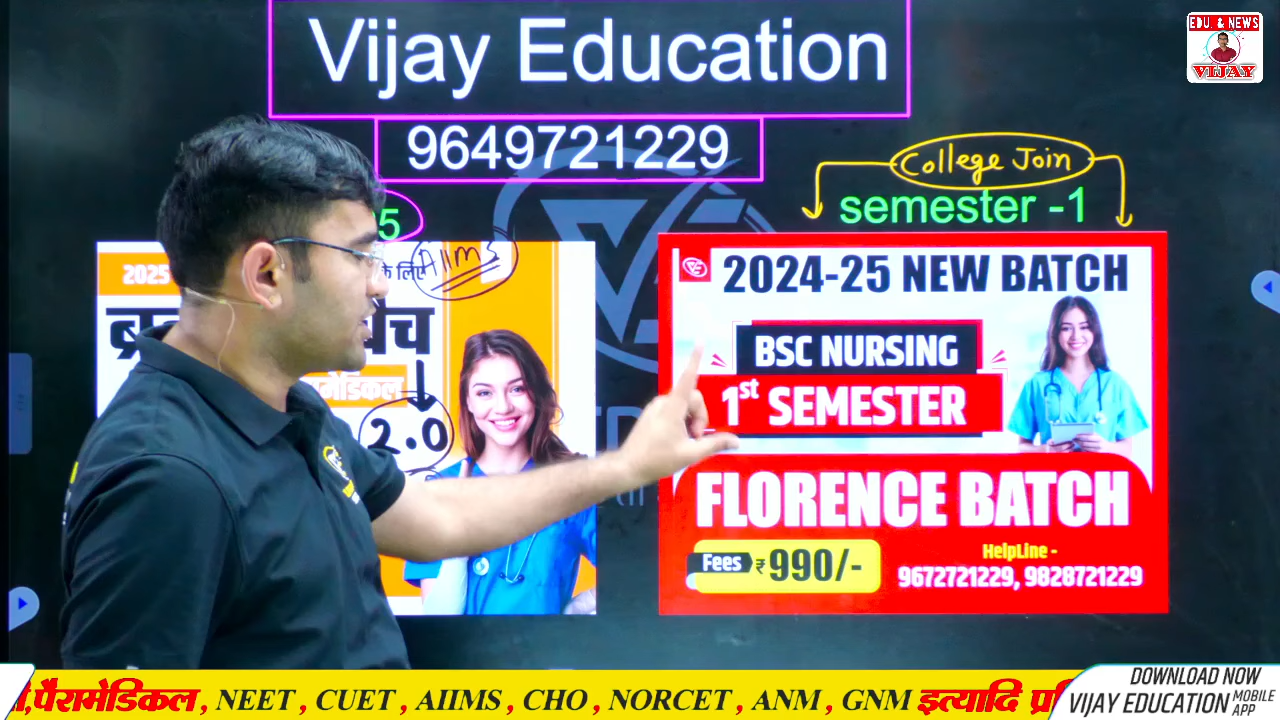 Vijay Education
EDU. & NEWS
VIJAY
9649721229
College Join
5
semester -1
2025
के लिए AIIMS
2024-25 NEW BATCH
BSC NURSING
1st SEMESTER
2.0
FLORENCE BATCH
Fees ₹990/-
HelpLine -
9672721229, 9828721229
पैरामेडिकल, NEET, CUET, AIIMS, CHO, NORCET, ANM, GNM इत्यादि
DOWNLOAD NOW
VIJAY EDUCATION MOBILE APP